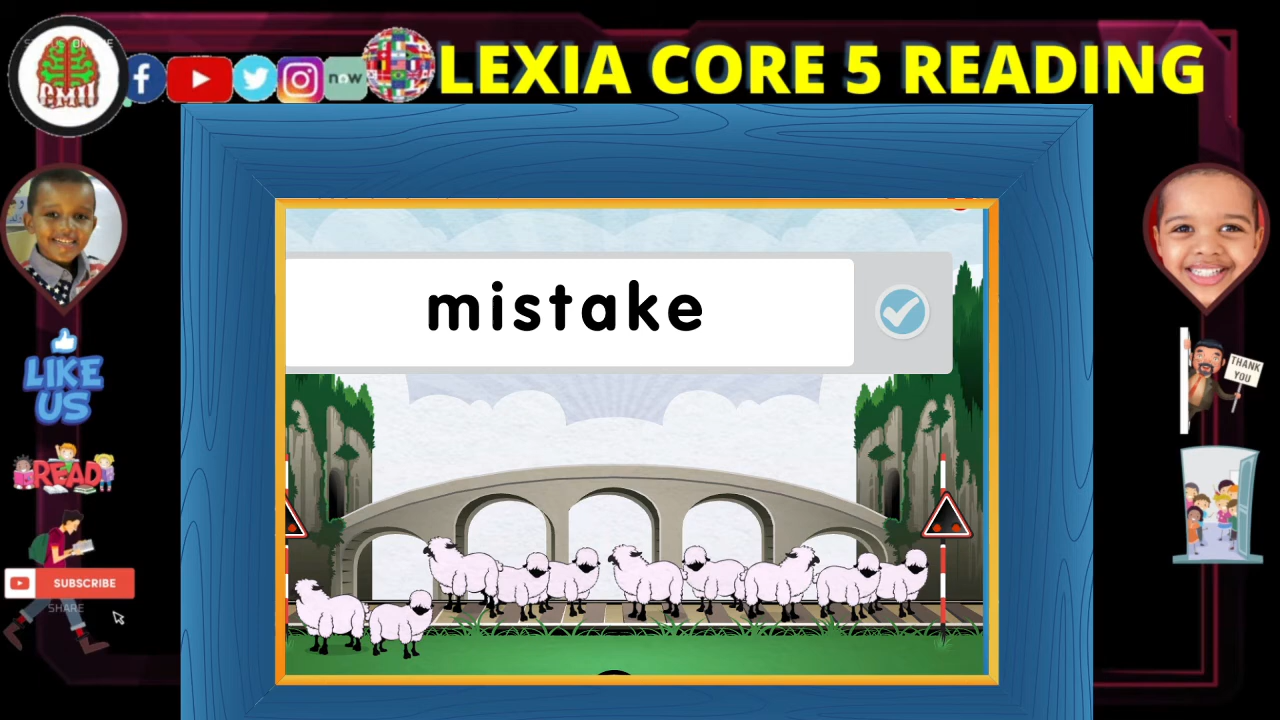 LEXIA CORE 5 READING
now
mistake
LIKE
US
READ
SUBSCRIBE
SHARE
THANK
YOU